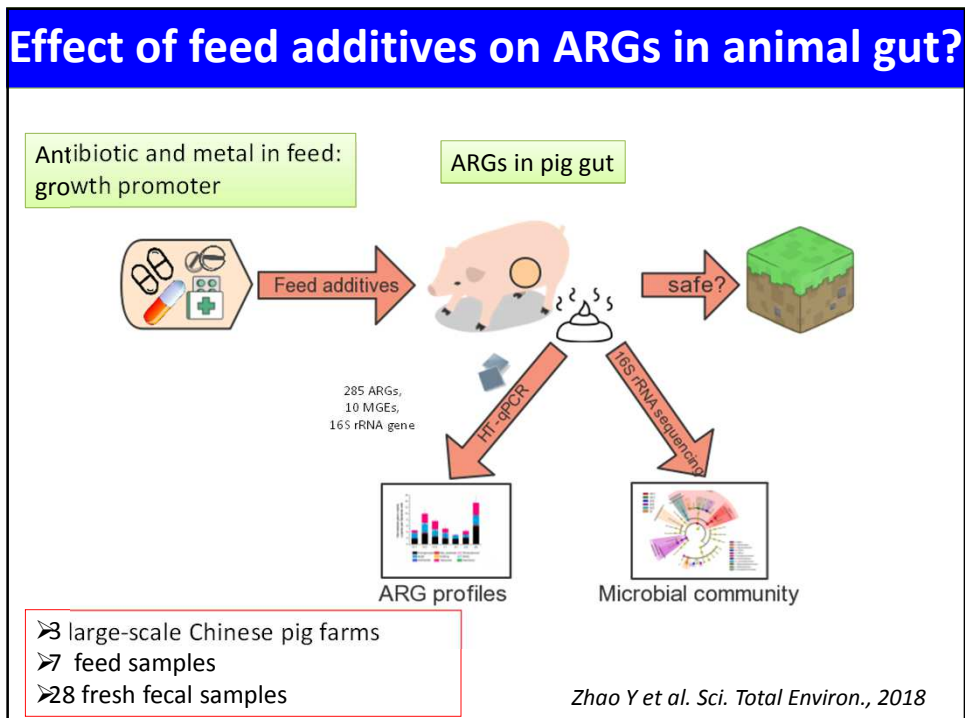 Effect of feed additives on ARGs in animal gut?
Antibiotic and metal in feed:
growth promoter
ARGs in pig gut
Feed additives
safe?
285 ARGs,
10 MGEs,
16S rRNA gene
HT-qPCR
16S rRNA sequencing
ARG profiles
Microbial community
➢3 large-scale Chinese pig farms
➢7 feed samples
➢28 fresh fecal samples
Zhao Y et al. Sci. Total Environ., 2018